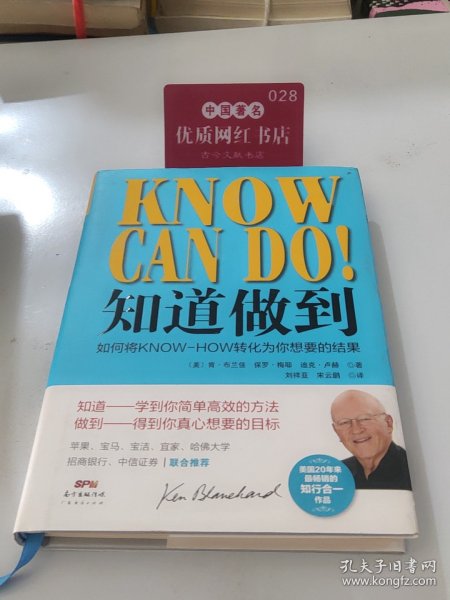 028
中国著名
优质网红书店
古今文献书店
KNOW
CAN DO!
知道做到
如何将KNOW-HOW转化为你想要的结果
（美）肯·布兰佳 保罗·梅耶 迪克·卢赫 ◎著
刘祥亚 宋云鹏 ◎译
知道——学到你简单高效的方法
做到——得到你真心想要的目标
苹果、宝马、宝洁、宜家、哈佛大学
招商银行、中信证券｜联合推荐
美国20年来
最畅销的
知行合一
作品
SPM
南方出版传媒
Ken Blanchard
孔夫子旧书网
www.kongfz.com